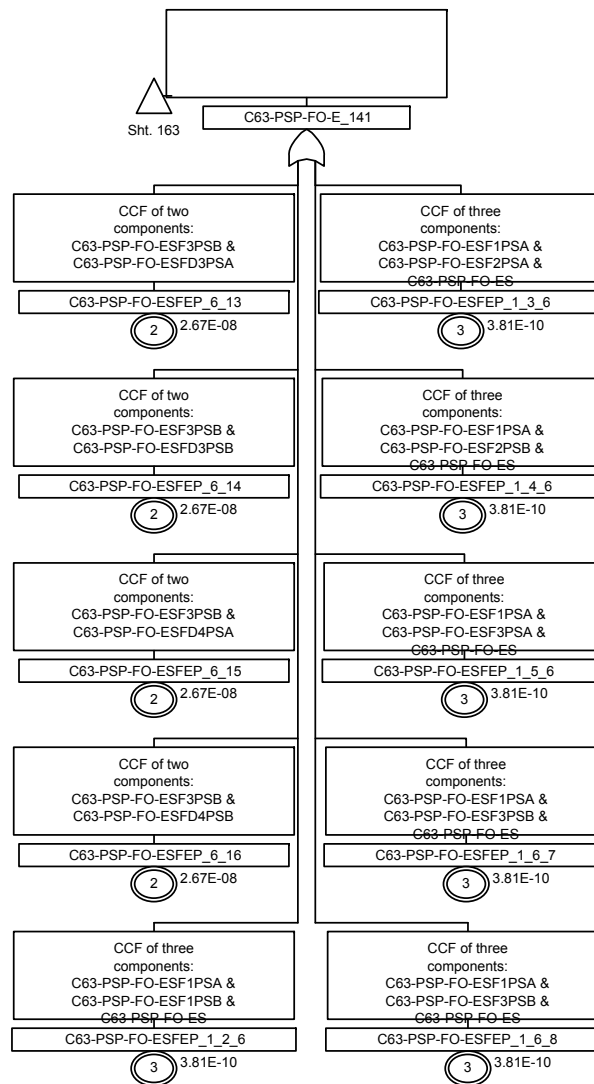 Sht. 163
C63-PSP-FO-E_141
CCF of two
components:
C63-PSP-FO-ESF3PSB &
C63-PSP-FO-ESFD3PSA
C63-PSP-FO-ESFEP_6_13
2
2.67E-08
CCF of three
components:
C63-PSP-FO-ESF1PSA &
C63-PSP-FO-ESF2PSA &
C63-PSP-FO-ES
C63-PSP-FO-ESFEP_1_3_6
3
3.81E-10
CCF of two
components:
C63-PSP-FO-ESF3PSB &
C63-PSP-FO-ESFD3PSB
C63-PSP-FO-ESFEP_6_14
2
2.67E-08
CCF of three
components:
C63-PSP-FO-ESF1PSA &
C63-PSP-FO-ESF2PSB &
C63-PSP-FO-ES
C63-PSP-FO-ESFEP_1_4_6
3
3.81E-10
CCF of two
components:
C63-PSP-FO-ESF3PSB &
C63-PSP-FO-ESFD4PSA
C63-PSP-FO-ESFEP_6_15
2
2.67E-08
CCF of three
components:
C63-PSP-FO-ESF1PSA &
C63-PSP-FO-ESF3PSA &
C63-PSP-FO-ES
C63-PSP-FO-ESFEP_1_5_6
3
3.81E-10
CCF of two
components:
C63-PSP-FO-ESF3PSB &
C63-PSP-FO-ESFD4PSB
C63-PSP-FO-ESFEP_6_16
2
2.67E-08
CCF of three
components:
C63-PSP-FO-ESF1PSA &
C63-PSP-FO-ESF3PSB &
C63-PSP-FO-ES
C63-PSP-FO-ESFEP_1_6_7
3
3.81E-10
CCF of three
components:
C63-PSP-FO-ESF1PSA &
C63-PSP-FO-ESF1PSB &
C63-PSP-FO-ES
C63-PSP-FO-ESFEP_1_2_6
3
3.81E-10
CCF of three
components:
C63-PSP-FO-ESF1PSA &
C63-PSP-FO-ESF3PSB &
C63-PSP-FO-ES
C63-PSP-FO-ESFEP_1_6_8
3
3.81E-10